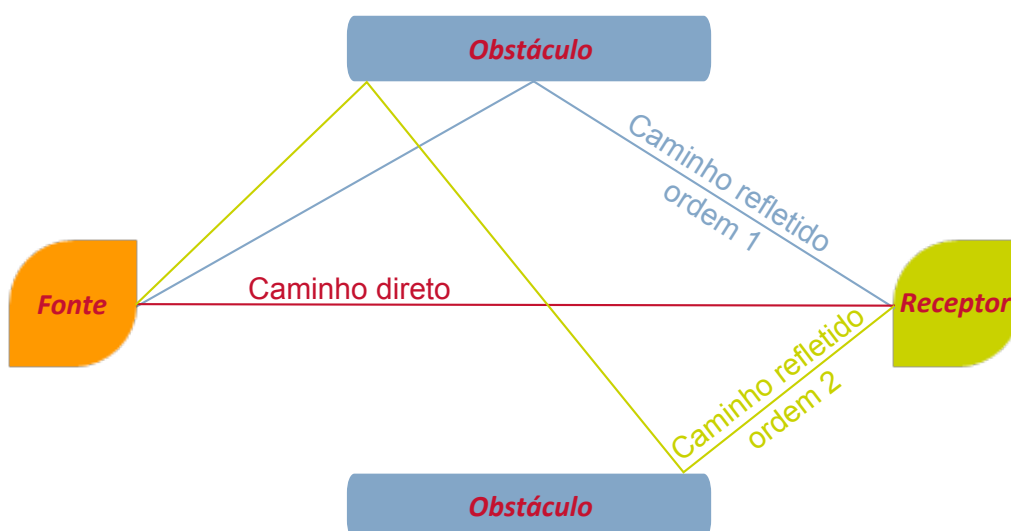 Obstáculo
Caminho refletido
ordem 1
Caminho direto
Fonte
Receptor
Caminho refletido
ordem 2
Obstáculo